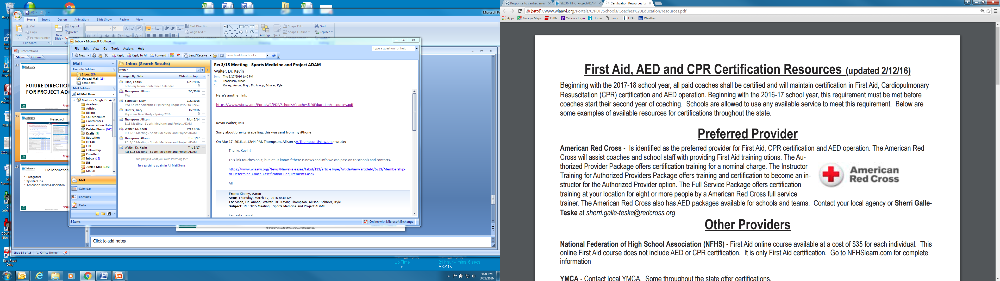 Microsoft Po
Home Insert Design Animations Slide Show Review View
Cut
Copy
Format Painter
Paste
Clipboard
New
Slide
Layout
Reset
32
Text Direction
Align Text
Arrange
Quick
Shape Fill
Shape Outline
Find
Replace
Presentation1
Slides Outline
14
Children's
FUTURE DIRECTIO
FOR PROJECT AD
15
Children's
Research
16
Children's
Collaboration
• Firefighters
• Sports clubs
• American Heart Association
Inbox - Microsoft Outlook
File Edit View Go Tools Actions Help
Type a question for help
New Reply Reply to All Forward Send/Receive Search address books
Mail
Favorite Folders
Inbox (15)
Unread Mail (15)
Sent Items
Mail Folders
All Mail Items
Mailbox - Singh, Dr. Ar
Academic
Articles
Billing
Call schedules
Conferences
Conversation Histo
Deleted Items (265)
Drafts [5]
Education
EP Lab
EPIC
Fellowship
Froedtert
Inbox (15)
IRB
Junk E-Mail [185]
MAP-IT
Mail
Calendar
Contacts
Tasks
8 Items
Inbox (Search Results)
walter
Arranged By: Date Oldest on top
Pilon, Caitlin 1/29/2016
February Noon Conference Calendar
Thompson, Allison 2/3/2016
FW:
Bannister, Mary 2/29/2016
FW: Boston Scientific-EP (Meeting Request/LS Pro Revi...
Hunter, Tracy 3/2/2016
Physician Time Study - Spring 2016
Thompson, Allison Mon 3/14
3/15 Meeting - Sports Medicine and Project ADAM
Walter, Dr. Kevin Wed 3/16
RE: 3/15 Meeting - Sports Medicine and Project ADAM
Thompson, Allison Thu 3/17
RE: 3/15 Meeting - Sports Medicine and Project ADAM
Walter, Dr. Kevin Thu 3/17
Re: 3/15 Meeting - Sports Medicine and Project ADAM
Did you find what you were searching for?
Try searching again in All Mail Items.
Re: 3/15 Meeting - Sports Medicine and Project ADAM
Walter, Dr. Kevin
Sent: Thu 3/17/2016 1:40 PM
To: Thompson, Allison
Cc: Kinney, Aaron; Singh, Dr. Anoop; Scharer, Kyle
Here's another link:
https://www.wiaawi.org/Portals/0/PDF/Schools/Coaches%20Education/resources.pdf
Kevin Walter, MD
Sorry about brevity & spelling, this was sent from my iPhone
On Mar 17, 2016, at 12:44 PM, Thompson, Allison <AJThompson@chw.org> wrote:
Thanks Kevin!
This link touches on it, but let us know if there is news and info we can pass on to schools and contacts.
https://www.wiaawi.org/News/NewsReleases/tabid/113/articleType/ArticleView/articleId/6233/Membership-
to-Determine-Coach-Certification-Requirements.aspx
Alli
From: Kinney, Aaron
Sent: Thursday, March 17, 2016 8:30 AM
To: Singh, Dr. Anoop; Walter, Dr. Kevin; Thompson, Allison; Scharer, Kyle
Subject: RE: 3/15 Meeting - Sports Medicine and Project ADAM
Fantastic news!
Online with Microsoft Exchange
© Children's Hospital of Wisconsin. All rights reserved.
Click to add notes
Slide 15 of 16 "1_Office Theme"
Epic Read
Only
Service Pack Service Pack 1
Up Time 21 hrs, 14 mins, 6 secs
User AKS13
5:20 PM
3/21/2016
Response to cardiac arres SL036_HHC_ProjectADAM Certification Resources_La
https://www.wiaawi.org/Portals/0/PDF/Schools/Coaches%20Education/resources.pdf
Apps Google Maps ESPN Yahoo - login Home Syngo ERAS Weather
First Aid, AED and CPR Certification Resources (updated 2/12/16)
Beginning with the 2017-18 school year, all paid coaches shall be certified and will maintain certification in First Aid, Cardiopulmonary
Resuscitation (CPR) certification and AED operation. Beginning with the 2016-17 school year, this requirement must be met before
coaches start their second year of coaching. Schools are allowed to use any available service to meet this requirement. Below are
some examples of available resources for certifications throughout the state.
Preferred Provider
American Red Cross - Is identified as the preferred provider for First Aid, CPR certification and AED operation. The American Red
Cross will assist coaches and school staff with providing First Aid training otions. The Au-
thorized Provider Package offers certification training for a nominal charge. The Instructor
Training for Authorized Providers Package offers training and certification to become an in-
structor for the Authorized Provider option. The Full Service Package offers certification
training at your location for eight or more people by a American Red Cross full service
trainer. The American Red Cross also has AED packages available for schools and teams. Contact your local agency or Sherri Galle-
Teske at sherri.galle-teske@redcross.org
American
Red Cross
Other Providers
National Federation of High School Association (NFHS) - First Aid online course available at a cost of $35 for each individual. This
online First Aid course does not include AED or CPR certification. It is only First Aid certification. Go to NFHSlearn.com for complete
information
YMCA - Contact local YMCA. Some throughout the state offer certifications.